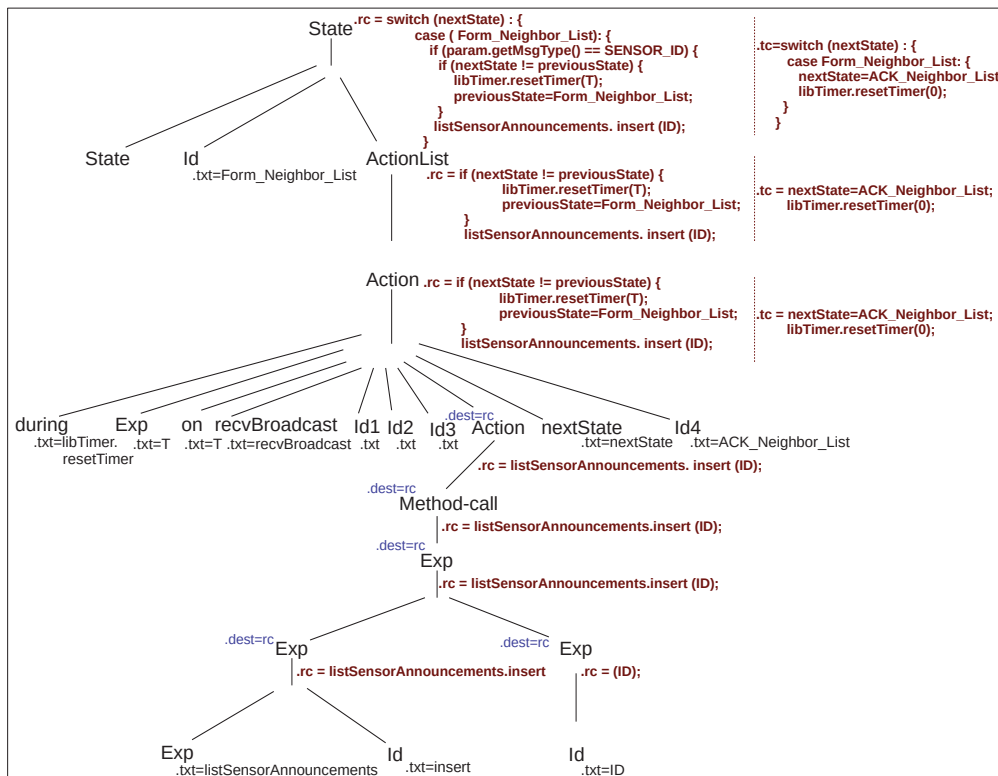 State
.rc = switch (nextState) : {
case ( Form_Neighbor_List): {
if (param.getMsgType() == SENSOR_ID) {
if (nextState != previousState) {
libTimer.resetTimer(T);
previousState=Form_Neighbor_List;
}
listSensorAnnouncements. insert (ID);
}
.tc=switch (nextState) : {
case Form_Neighbor_List: {
nextState=ACK_Neighbor_List
libTimer.resetTimer(0);
}
}
State
Id
.txt=Form_Neighbor_List
ActionList
.rc = if (nextState != previousState) {
libTimer.resetTimer(T);
previousState=Form_Neighbor_List;
}
listSensorAnnouncements. insert (ID);
.tc = nextState=ACK_Neighbor_List;
libTimer.resetTimer(0);
Action
.rc = if (nextState != previousState) {
libTimer.resetTimer(T);
previousState=Form_Neighbor_List;
}
listSensorAnnouncements. insert (ID);
.tc = nextState=ACK_Neighbor_List;
libTimer.resetTimer(0);
during
.txt=libTimer.
resetTimer
Exp
.txt=T
on
.txt=T
recvBroadcast
.txt=recvBroadcast
Id1
.txt
Id2
.txt
Id3
.txt
.dest=rc
Action
nextState
.txt=nextState
Id4
.txt=ACK_Neighbor_List
.rc = listSensorAnnouncements. insert (ID);
.dest=rc
Method-call
.rc = listSensorAnnouncements.insert (ID);
.dest=rc
Exp
.rc = listSensorAnnouncements.insert (ID);
.dest=rc
Exp
.rc = listSensorAnnouncements.insert
.dest=rc
Exp
.rc = (ID);
Exp
.txt=listSensorAnnouncements
Id
.txt=insert
Id
.txt=ID